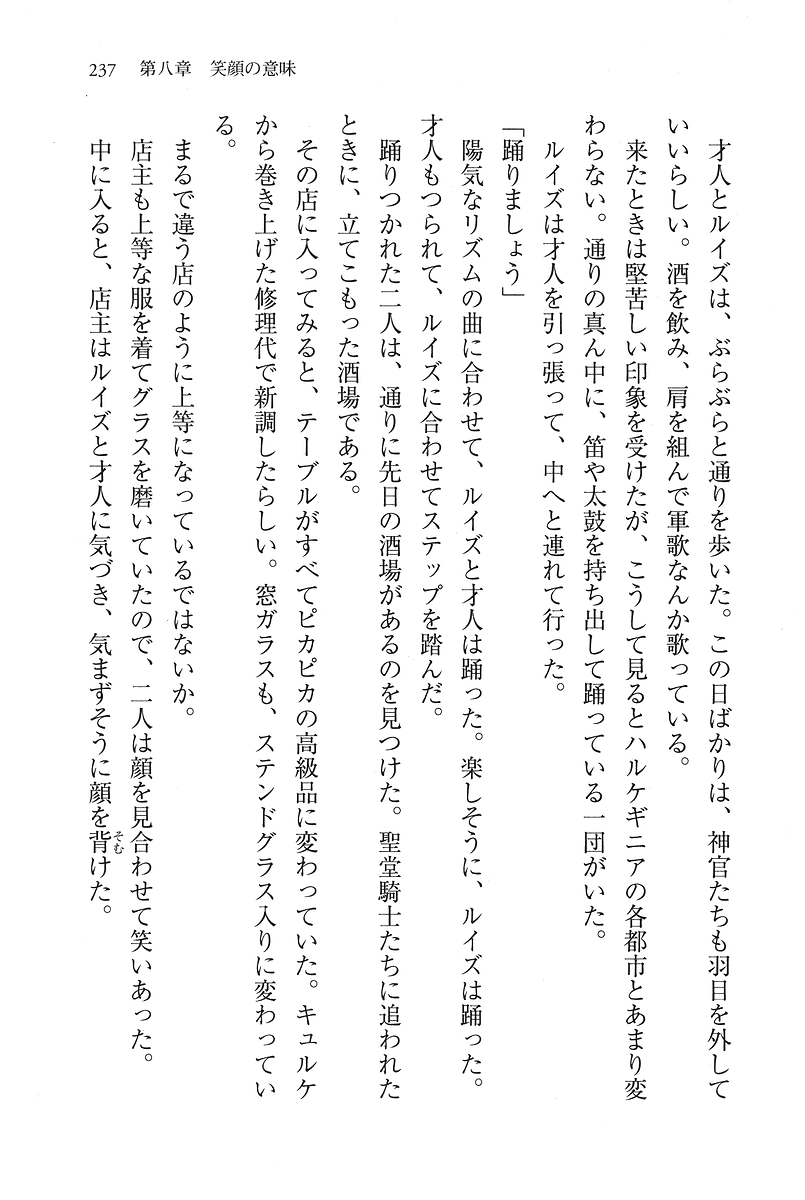 237　第八章　笑顔の意味
　才人とルイズは、ぶらぶらと通りを歩いた。この日ばかりは、神官たちも羽目を外して
いいらしい。酒を飲み、肩を組んで軍歌なんか歌っている。
　来たときは堅苦しい印象を受けたが、こうして見るとハルケギニアの各都市とあまり変
わらない。通りの真ん中に、笛や太鼓を持ち出して踊っている一団がいた。
　ルイズは才人を引っ張って、中へと連れて行った。
「踊りましょう」
　陽気なリズムの曲に合わせて、ルイズと才人は踊った。楽しそうに、ルイズは踊った。
才人もつられて、ルイズに合わせてステップを踏んだ。
　踊りつかれた二人は、通りに先日の酒場があるのを見つけた。聖堂騎士たちに追われた
ときに、立てこもった酒場である。
　その店に入ってみると、テーブルがすべてピカピカの高級品に変わっていた。キュルケ
から巻き上げた修理代で新調したらしい。窓ガラスも、ステンドグラス入りに変わってい
る。
　まるで違う店のように上等になっているではないか。
　店主も上等な服を着てグラスを磨いていたので、二人は顔を見合わせて笑いあった。
　中に入ると、店主はルイズと才人に気づき、気まずそうに顔を背そむけた。